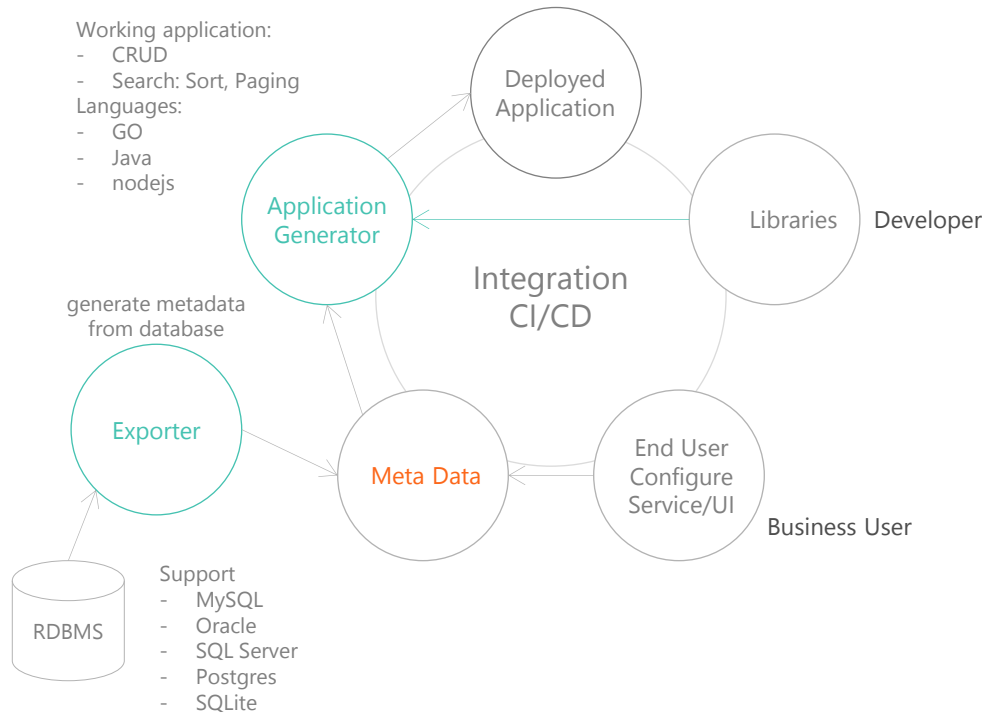 Working application:
- CRUD
- Search: Sort, Paging
Languages:
- GO
- Java
- nodejs
Deployed
Application
Application
Generator
Libraries
Developer
Integration
CI/CD
generate metadata
from database
Exporter
Meta Data
End User
Configure
Service/UI
Business User
RDBMS
Support
- MySQL
- Oracle
- SQL Server
- Postgres
- SQLite